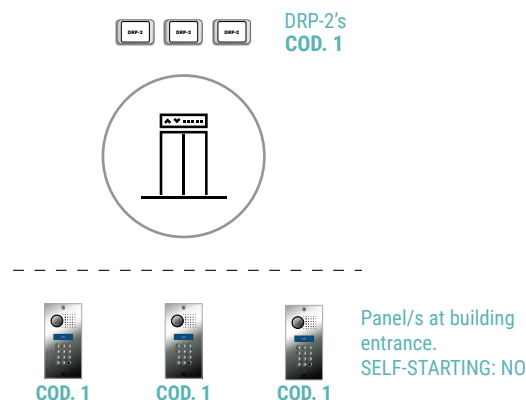 DRP-2's
COD. 1
DRP-2 DRP-2 DRP-2
Panel/s at building
entrance.
SELF-STARTING: NO
COD. 1 COD. 1 COD. 1